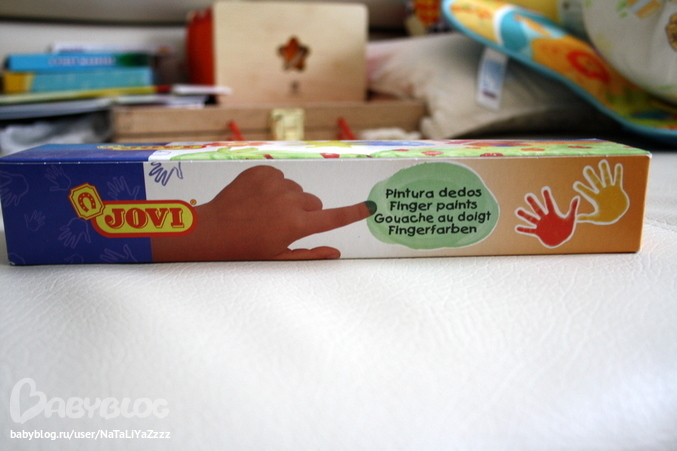 JOVI
Pintura dedos
Finger paints
Gouache au doigt
Fingerfarben
BABYBLOG
babyblog.ru/user/NaTaLiYaZzzz